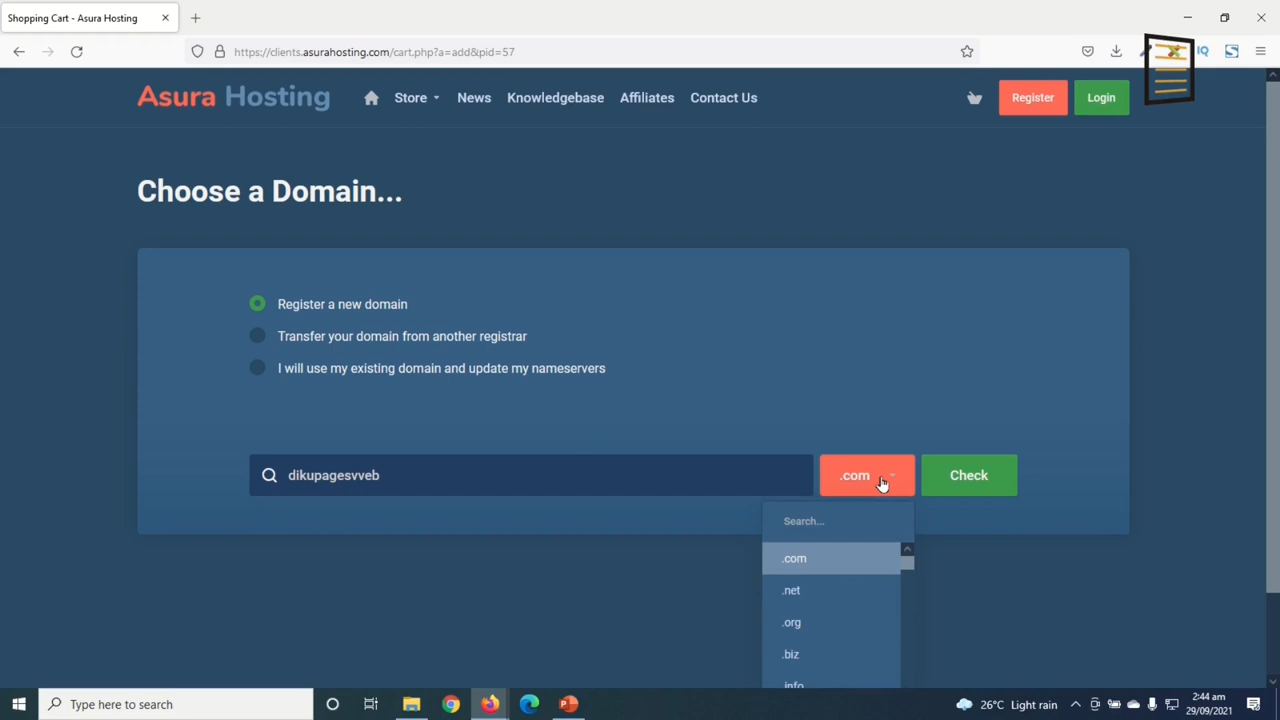 Shopping Cart - Asura Hosting
https://clients.asurahosting.com/cart.php?a=add&pid=57
IQ
Asura Hosting
Store
News
Knowledgebase
Affiliates
Contact Us
Register
Login
Choose a Domain...
Register a new domain
Transfer your domain from another registrar
I will use my existing domain and update my nameservers
dikupagesvveb
.com
Check
Search...
.com
.net
.org
.biz
.info
Type here to search
26°C Light rain
2:44 am
29/09/2021